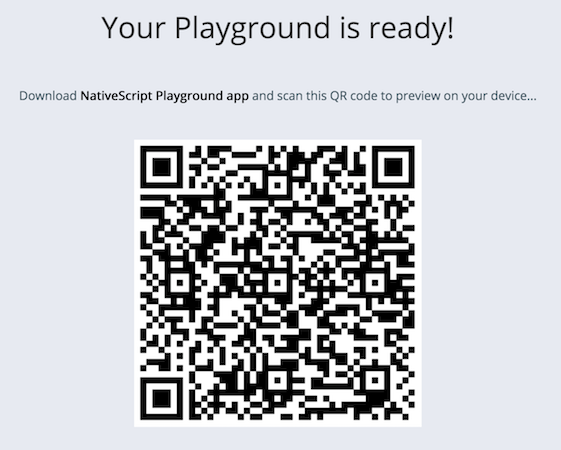 Your Playground is ready!
Download NativeScript Playground app and scan this QR code to preview on your device...